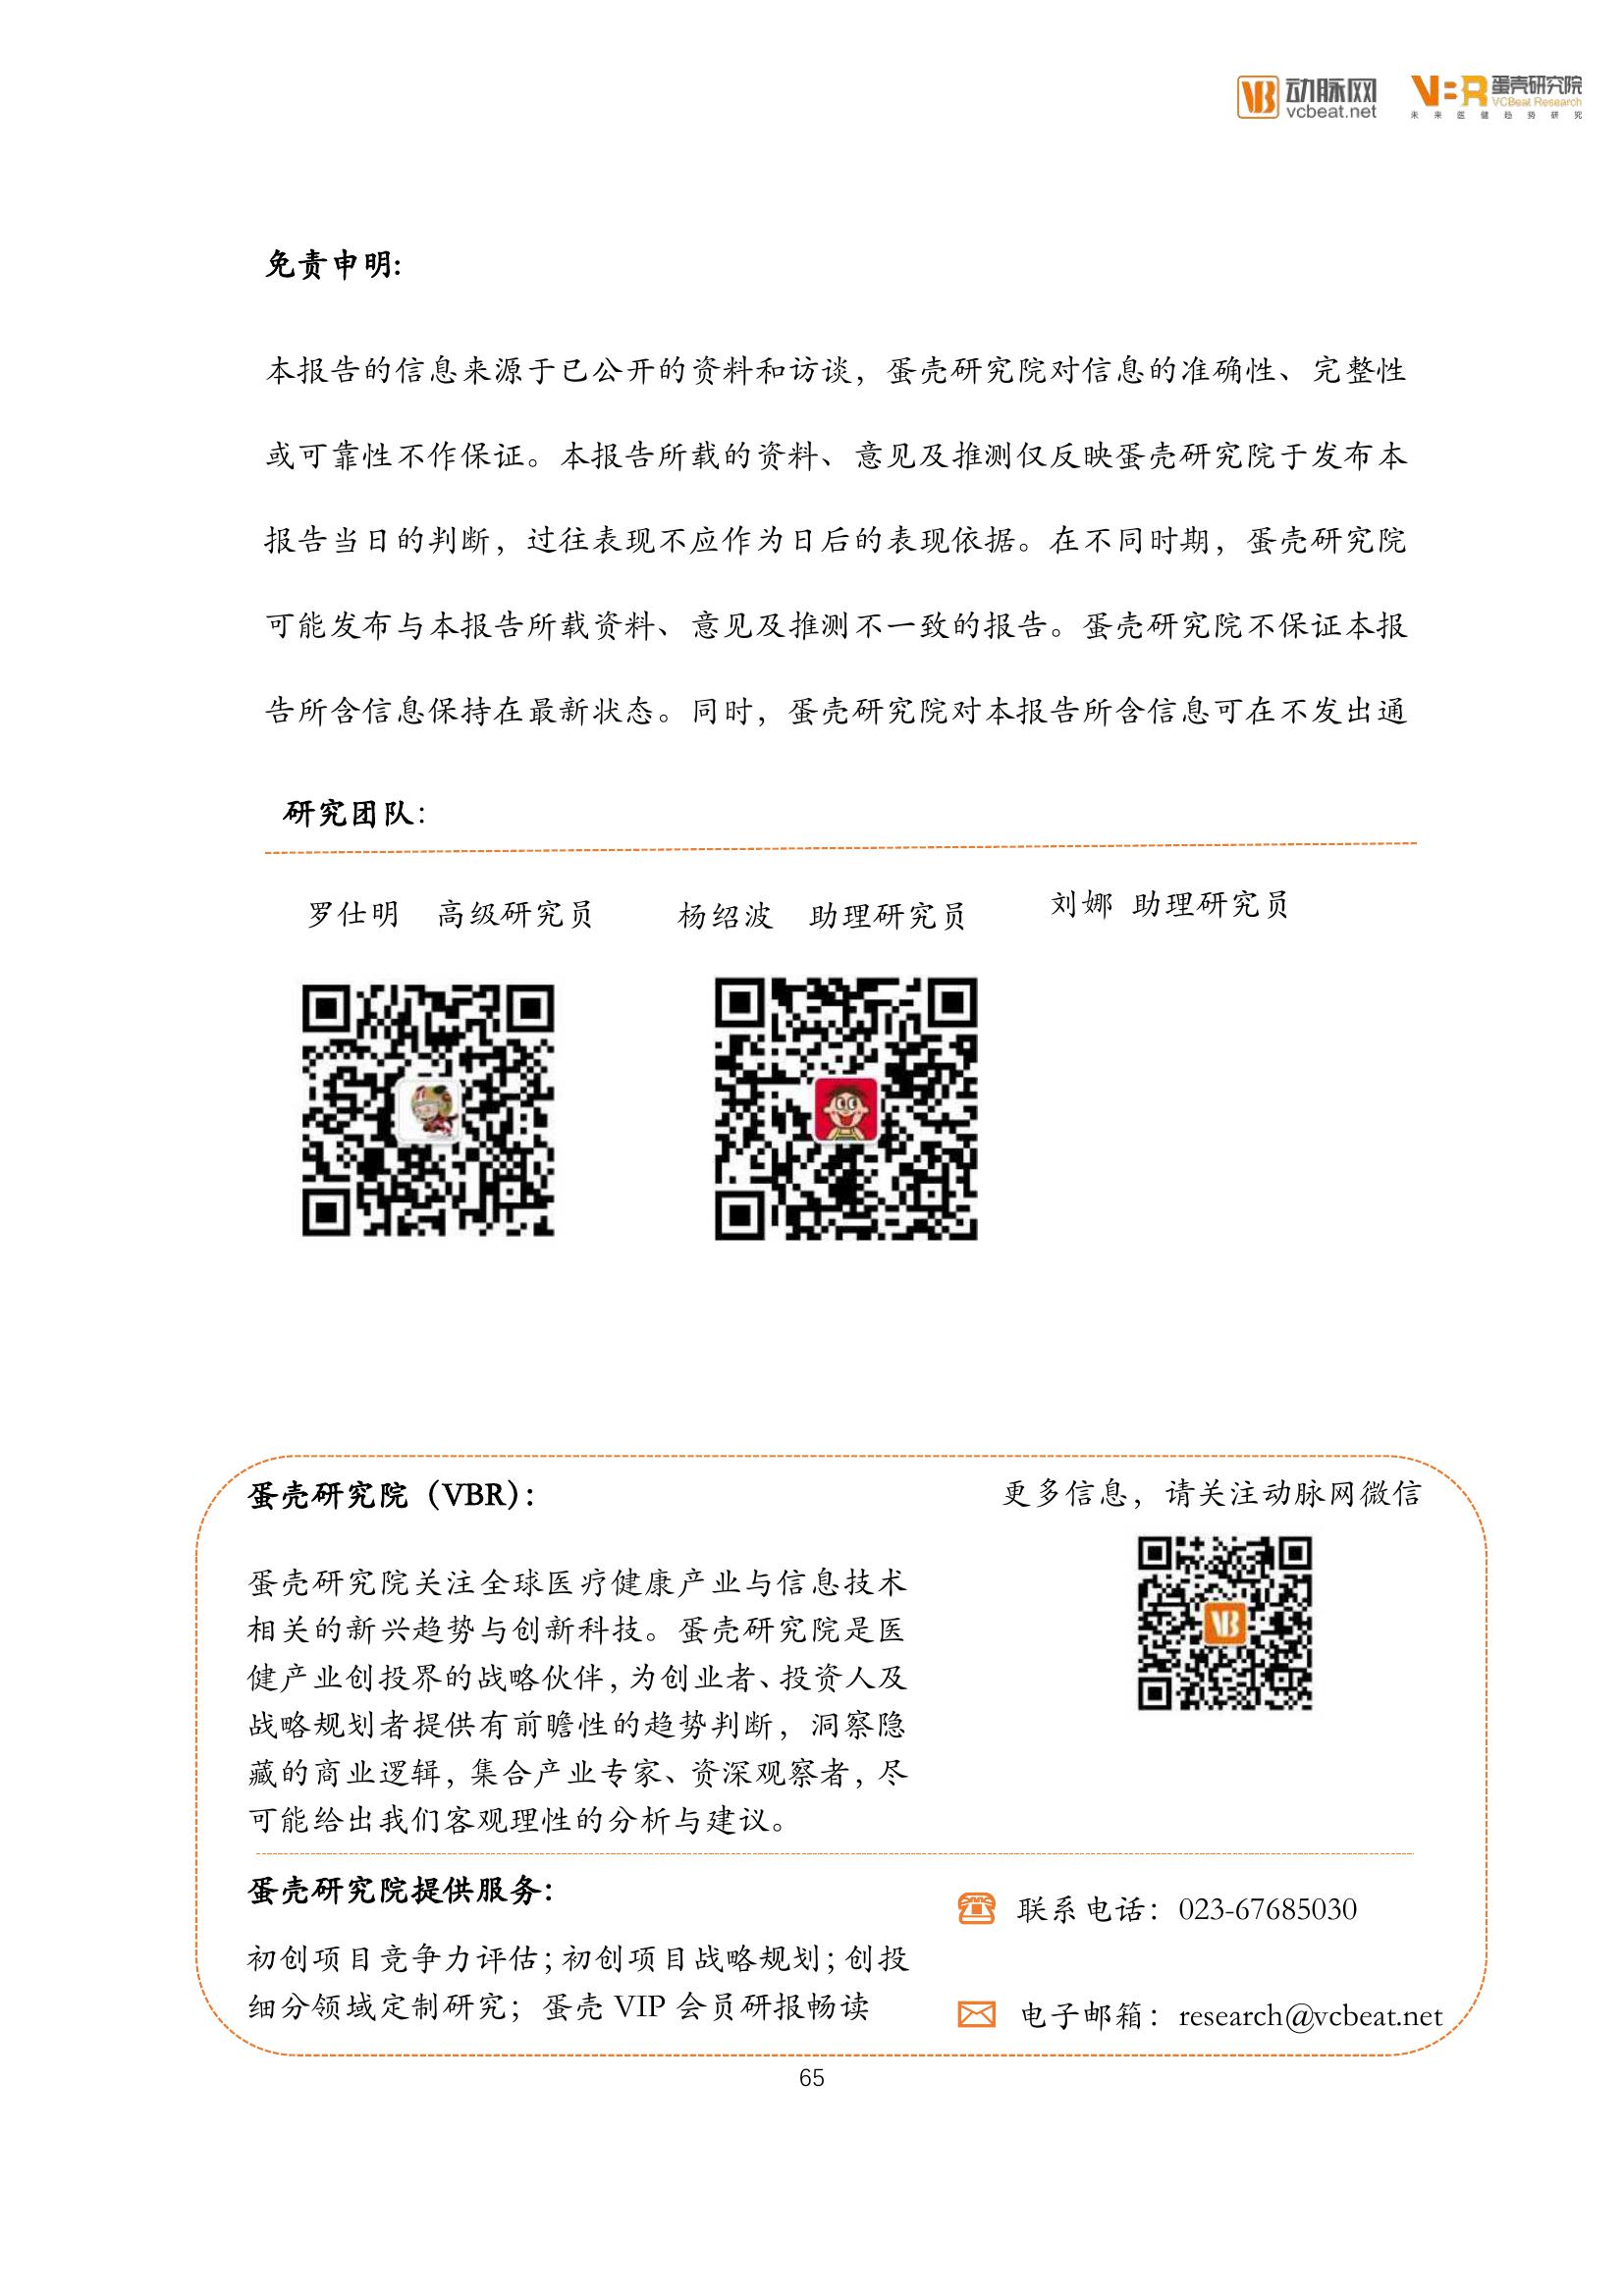 动脉网
vcbeat.net
VBR 蛋壳研究院
VCBeat Research
未来医健趋势研究
免责申明:
本报告的信息来源于已公开的资料和访谈，蛋壳研究院对信息的准确性、完整性
或可靠性不作保证。本报告所载的资料、意见及推测仅反映蛋壳研究院于发布本
报告当日的判断，过往表现不应作为日后的表现依据。在不同时期，蛋壳研究院
可能发布与本报告所载资料、意见及推测不一致的报告。蛋壳研究院不保证本报
告所含信息保持在最新状态。同时，蛋壳研究院对本报告所含信息可在不发出通
研究团队：
罗仕明 高级研究员 杨绍波 助理研究员 刘娜 助理研究员
蛋壳研究院（VBR）：
蛋壳研究院关注全球医疗健康产业与信息技术
相关的新兴趋势与创新科技。蛋壳研究院是医
健产业创投界的战略伙伴，为创业者、投资人及
战略规划者提供有前瞻性的趋势判断，洞察隐
藏的商业逻辑，集合产业专家、资深观察者，尽
可能给出我们客观理性的分析与建议。
更多信息，请关注动脉网微信
蛋壳研究院提供服务：
初创项目竞争力评估；初创项目战略规划；创投
细分领域定制研究；蛋壳 VIP 会员研报畅读
联系电话：023-67685030
电子邮箱：research@vcbeat.net
65